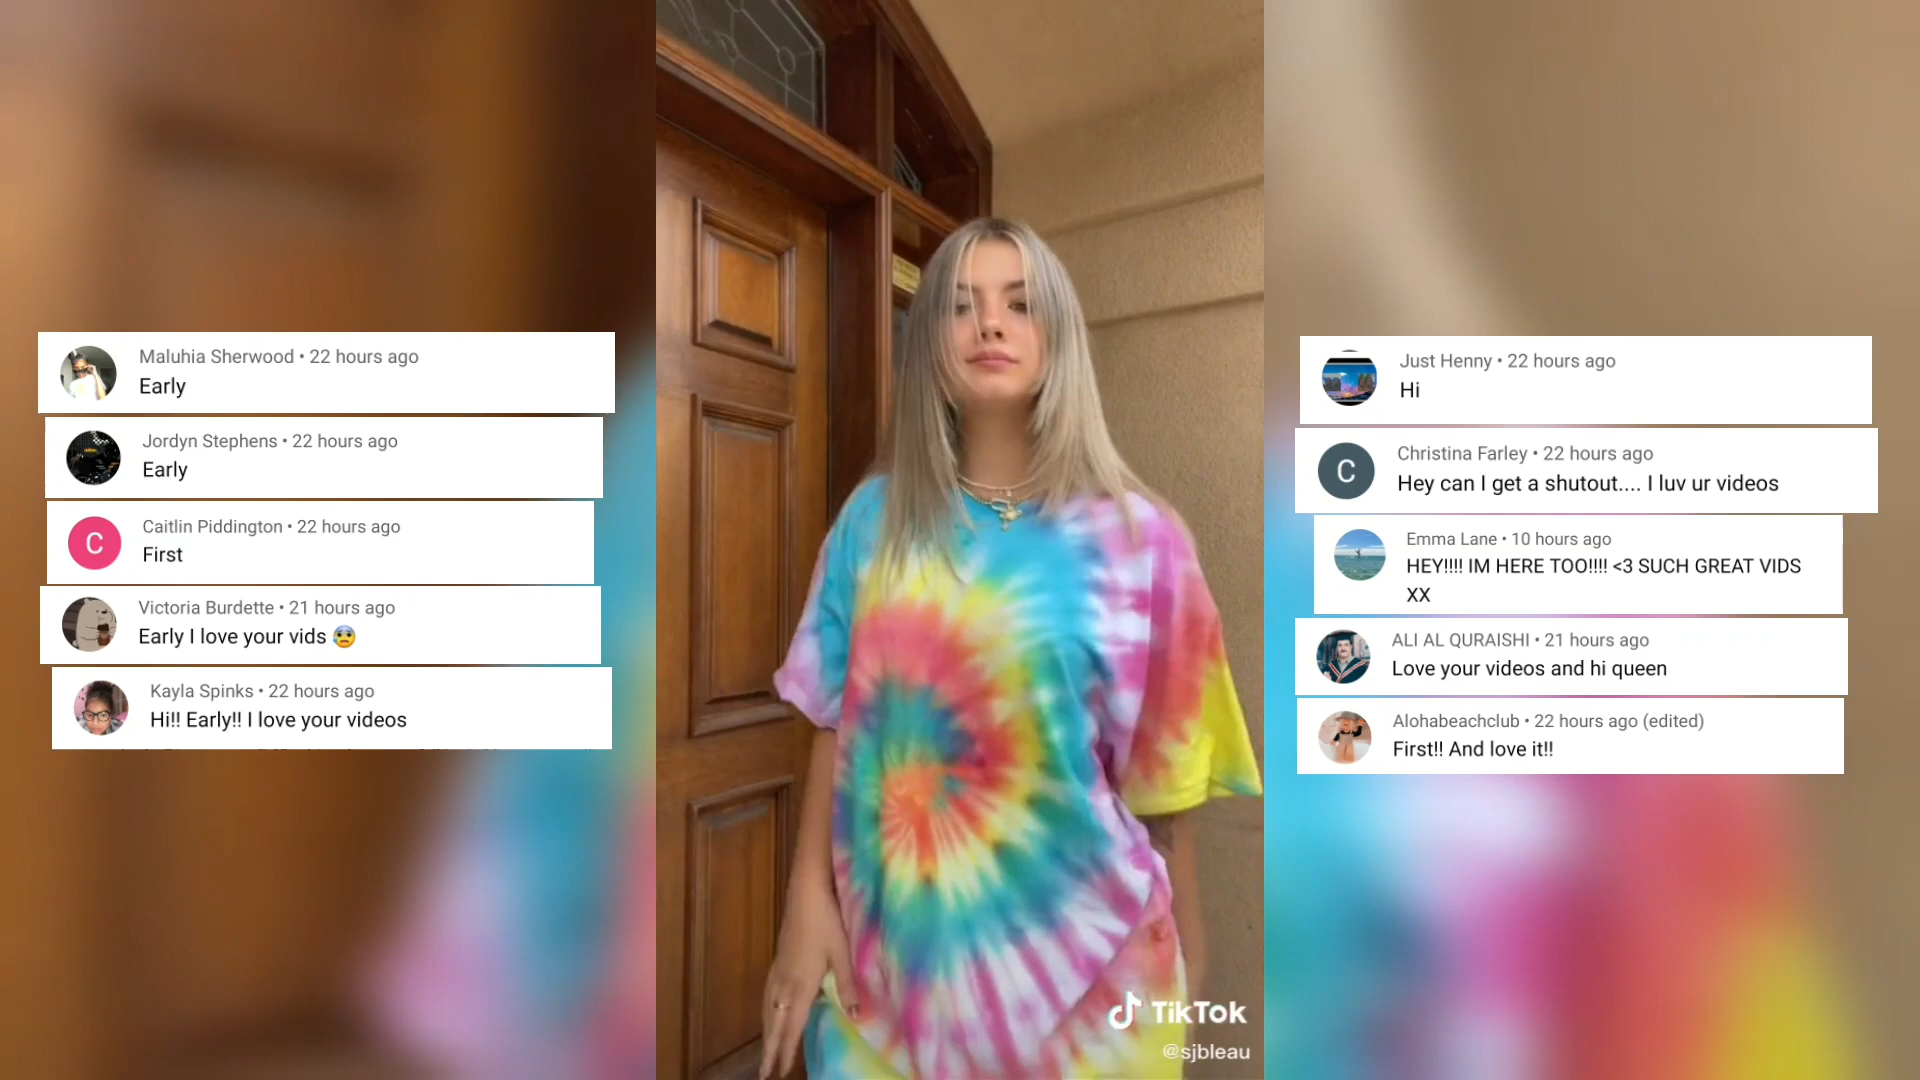 Maluhia Sherwood • 22 hours ago
Early
Jordyn Stephens • 22 hours ago
Early
C
Caitlin Piddington • 22 hours ago
First
Victoria Burdette • 21 hours ago
Early I love your vids 😰
Kayla Spinks • 22 hours ago
Hi!! Early!! I love your videos
Just Henny • 22 hours ago
Hi
C
Christina Farley • 22 hours ago
Hey can I get a shutout.... I luv ur videos
Emma Lane • 10 hours ago
HEY!!!! IM HERE TOO!!!! <3 SUCH GREAT VIDS
XX
ALI AL QURAISHI • 21 hours ago
Love your videos and hi queen
Alohabeachclub • 22 hours ago (edited)
First!! And love it!!
TikTok
@sjbleau